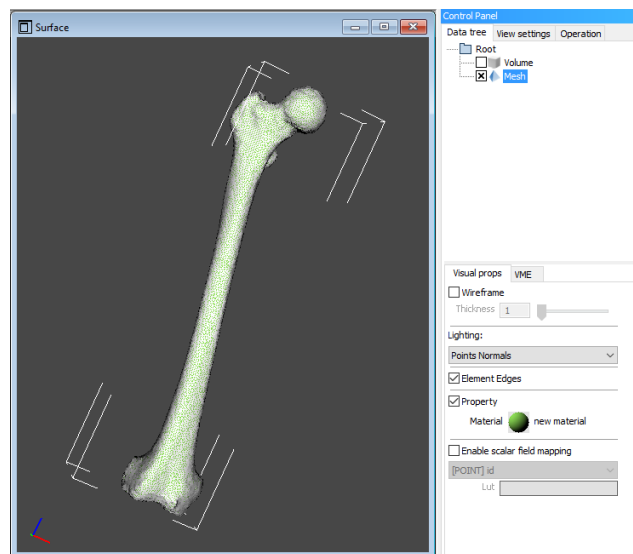 Surface
Control Panel
Data tree View settings Operation
Root
Volume
Mesh
Visual props VME
Wireframe
Thickness 1
Lighting:
Points Normals
Element Edges
Property
Material new material
Enable scalar field mapping
[POINT] id
Lut